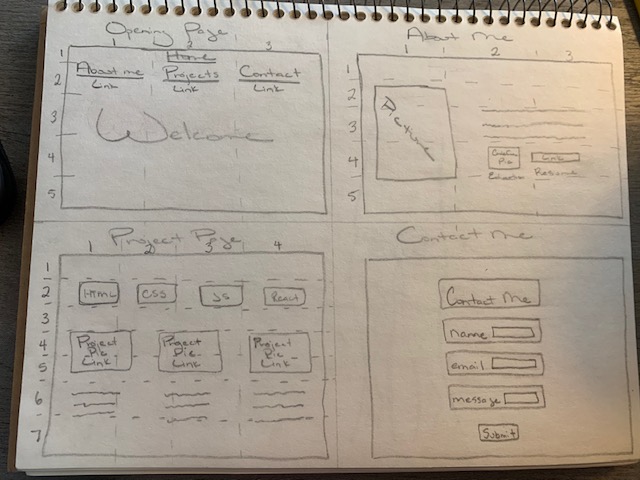 Opening Page
1 2 3
Home
About me Projects Contact
Link Link Link
Welcome
1
2
3
4
5
About me
1 2 3
1
2
3
4
5
Picture
Pic Link
Education Resume
Project Page
1 2 3 4
1
2
3
4
5
6
7
HTML CSS JS React
Project Project Project
Pic Pic Pic
Link Link Link
Contact me
Contact Me
name
email
message
Submit